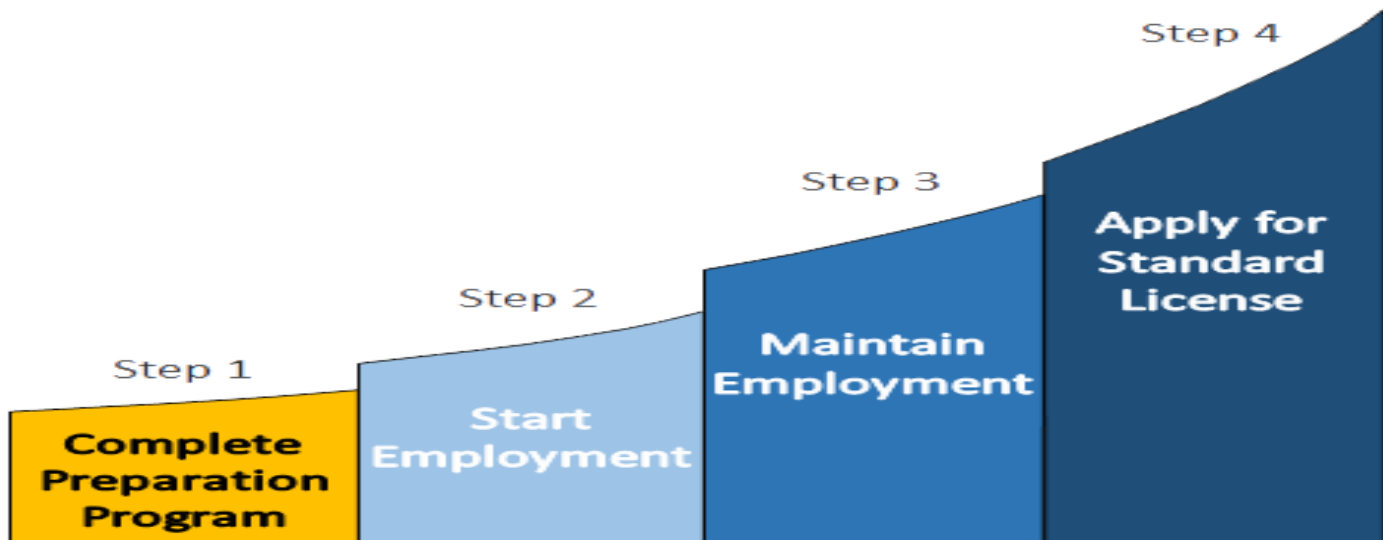 Step 1
Complete
Preparation
Program
Step 2
Start
Employment
Step 3
Maintain
Employment
Step 4
Apply for
Standard
License